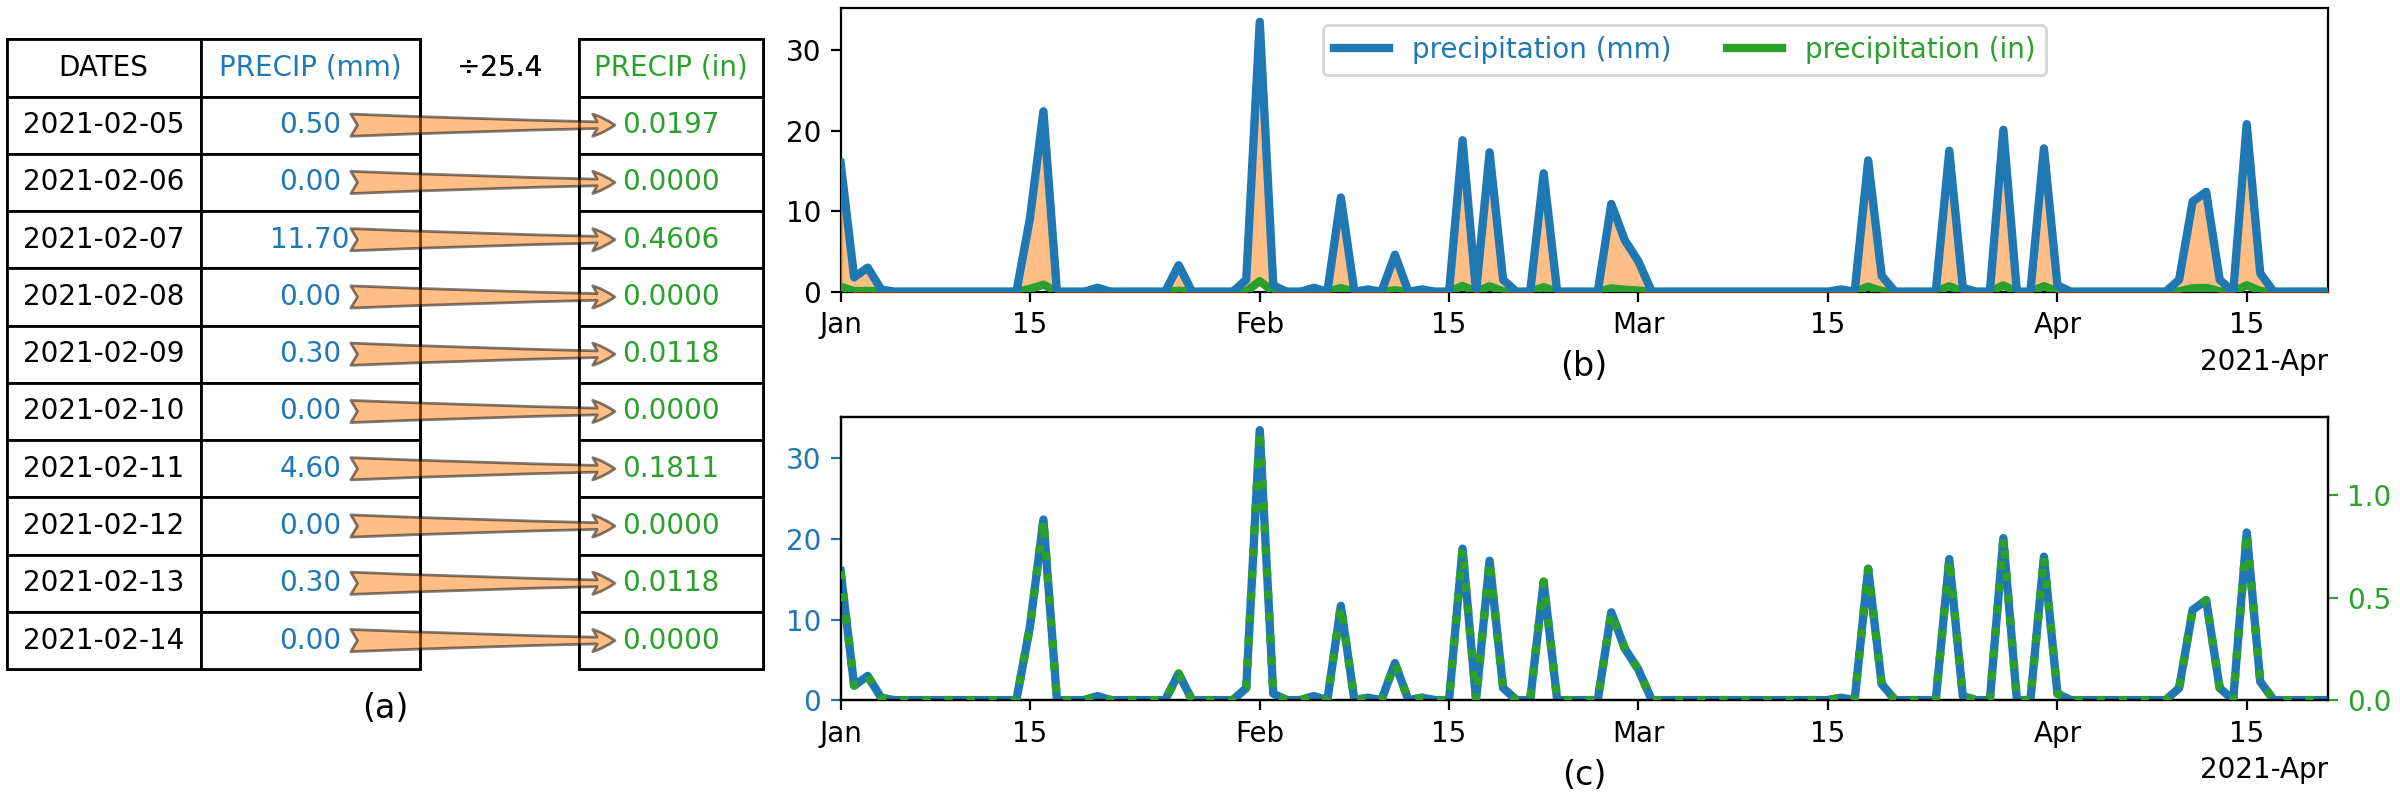 DATES PRECIP (mm) ÷25.4 PRECIP (in)
2021-02-05 0.50 0.0197
2021-02-06 0.00 0.0000
2021-02-07 11.70 0.4606
2021-02-08 0.00 0.0000
2021-02-09 0.30 0.0118
2021-02-10 0.00 0.0000
2021-02-11 4.60 0.1811
2021-02-12 0.00 0.0000
2021-02-13 0.30 0.0118
2021-02-14 0.00 0.0000
(a)
precipitation (mm) precipitation (in)
30
20
10
0
Jan 15 Feb 15 Mar 15 Apr 15
2021-Apr
(b)
30
20
10
0
1.0
0.5
0.0
Jan 15 Feb 15 Mar 15 Apr 15
2021-Apr
(c)